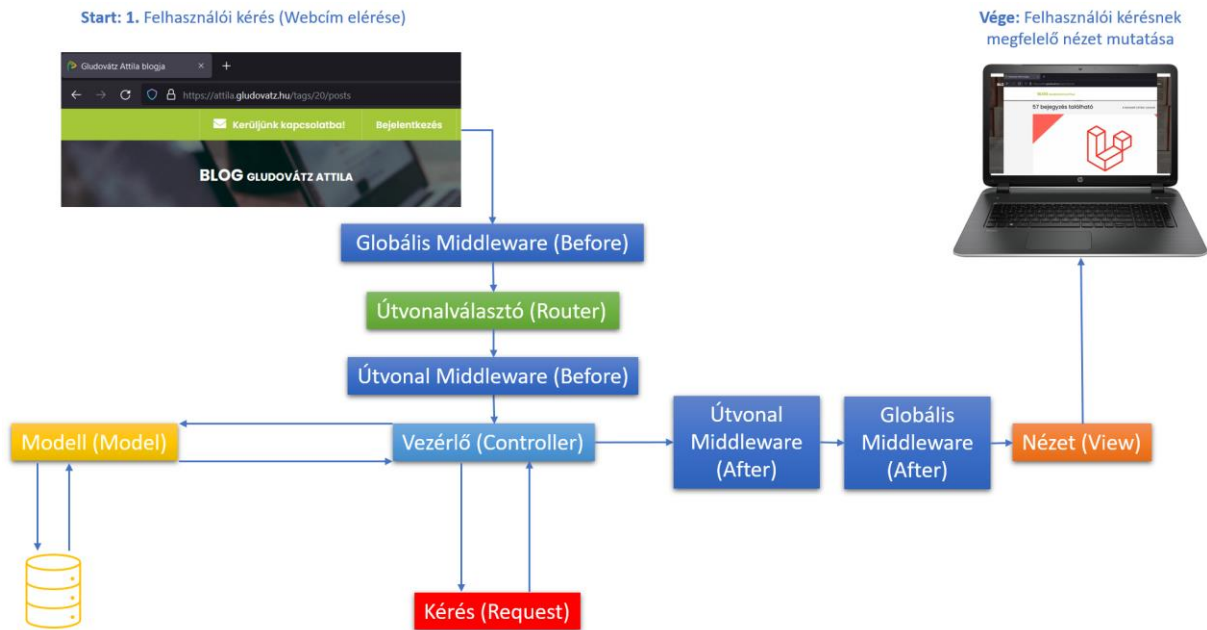 Start: 1. Felhasználói kérés (Webcím elérése)
Vége: Felhasználói kérésnek
megfelelő nézet mutatása
Gludovátz Attila blogja
https://attila.gludovatz.hu/tags/20/posts
Kerüljünk kapcsolatba! Bejelentkezés
BLOG GLUDOVÁTZ ATTILA
57 bejegyzés található
Globális Middleware (Before)
Útvonalválasztó (Router)
Útvonal Middleware (Before)
Modell (Model)
Vezérlő (Controller)
Útvonal
Middleware
(After)
Globális
Middleware
(After)
Nézet (View)
Kérés (Request)